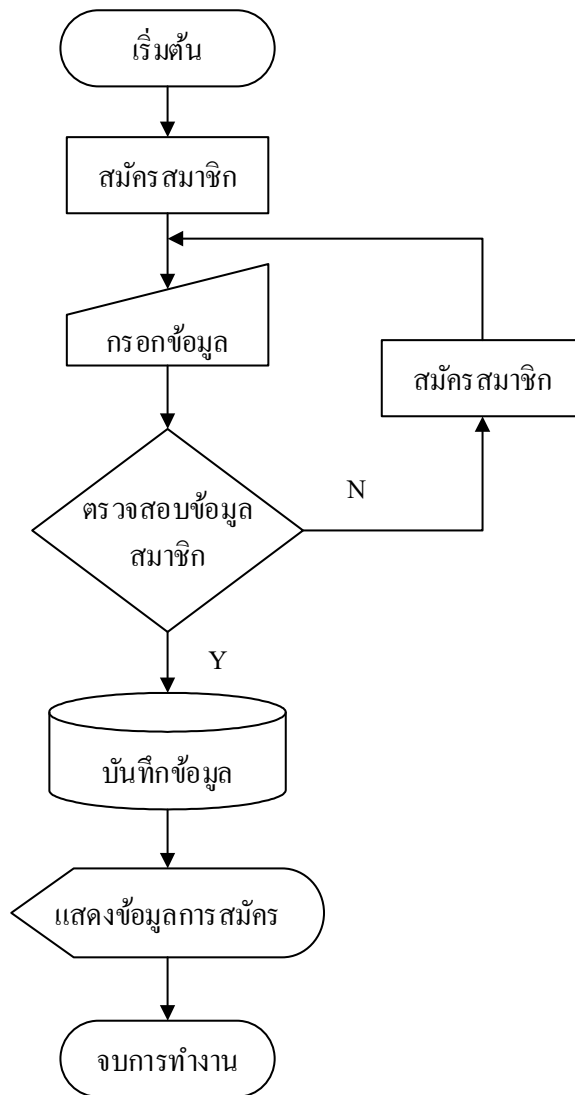 เริ่มต้น
สมัครสมาชิก
กรอกข้อมูล
สมัครสมาชิก
ตรวจสอบข้อมูล
สมาชิก
N
Y
บันทึกข้อมูล
แสดงข้อมูลการสมัคร
จบการทำงาน